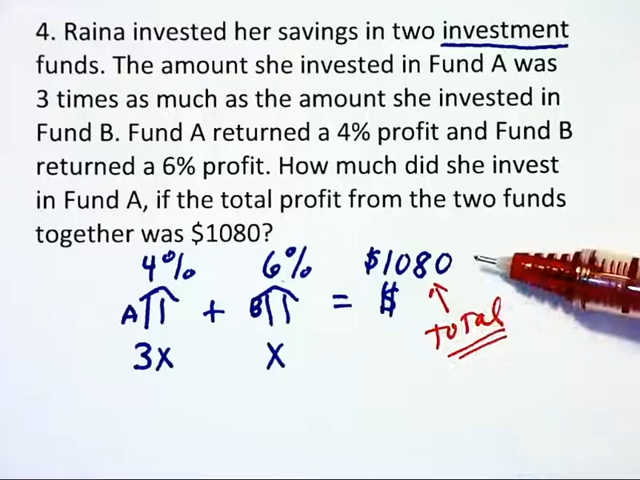 4. Raina invested her savings in two investment
funds. The amount she invested in Fund A was
3 times as much as the amount she invested in
Fund B. Fund A returned a 4% profit and Fund B
returned a 6% profit. How much did she invest
in Fund A, if the total profit from the two funds
together was $1080?
4% 6% $1080
A + B = $
total
3x x